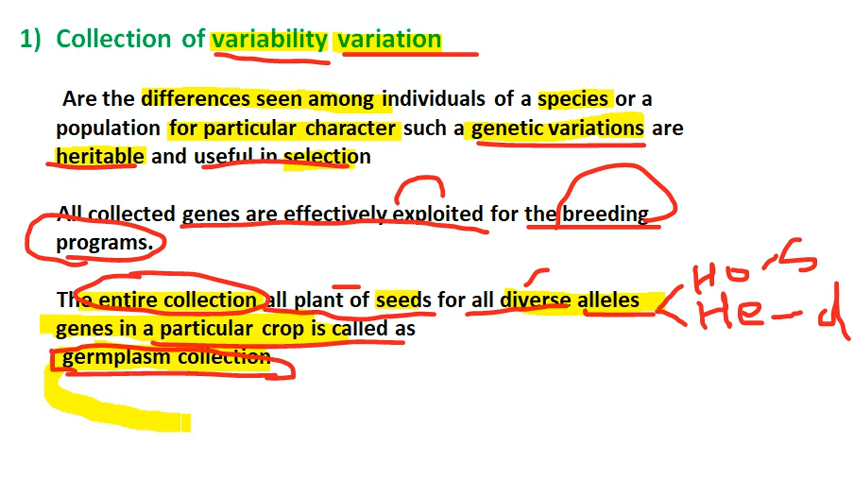 1) Collection of variability variation
Are the differences seen among individuals of a species or a
population for particular character such a genetic variations are
heritable and useful in selection
All collected genes are effectively exploited for the breeding
programs.
The entire collection all plant of seeds for all diverse alleles
genes in a particular crop is called as
germplasm collection
Ho - S
He - d